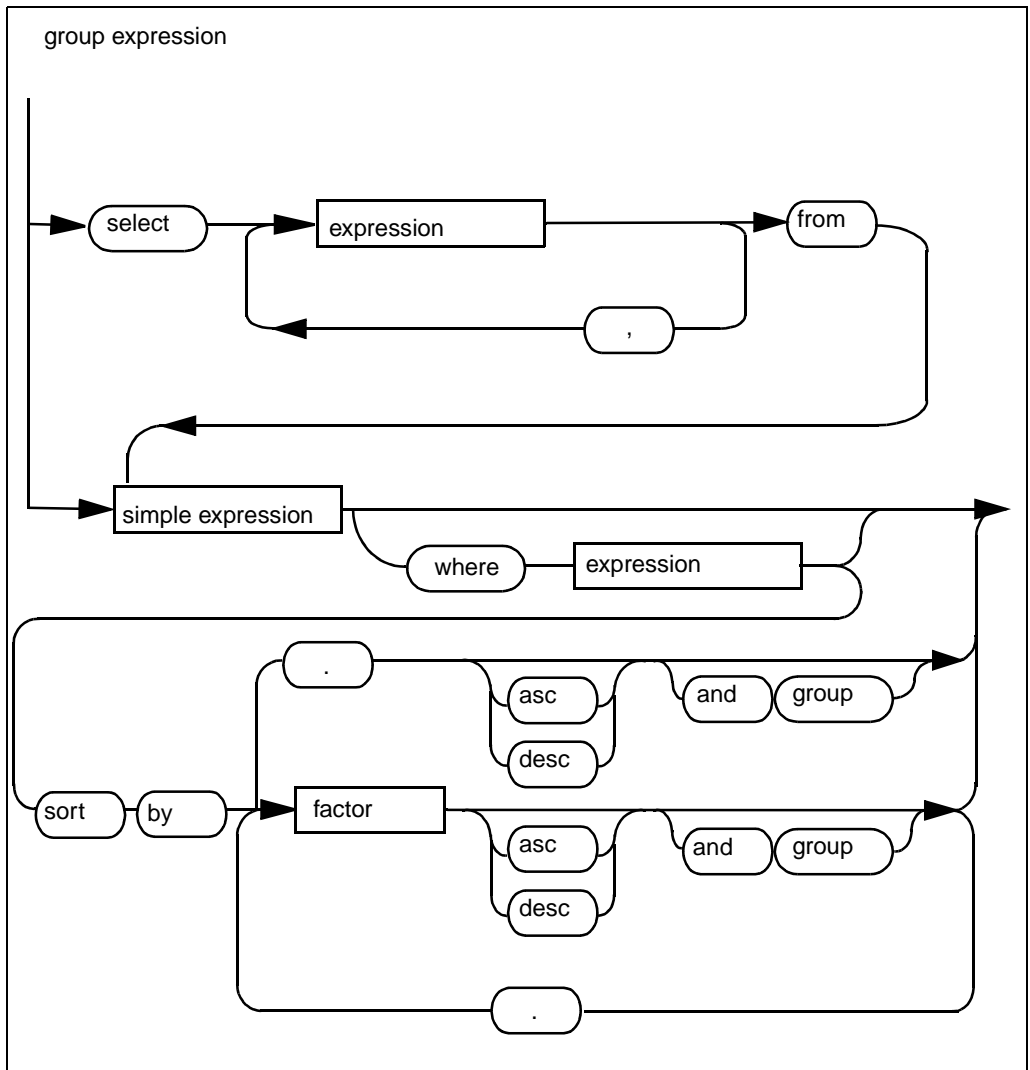 group expression
select
expression
from
,
simple expression
where
expression
.
asc
and
group
desc
sort
by
factor
asc
and
group
desc
.